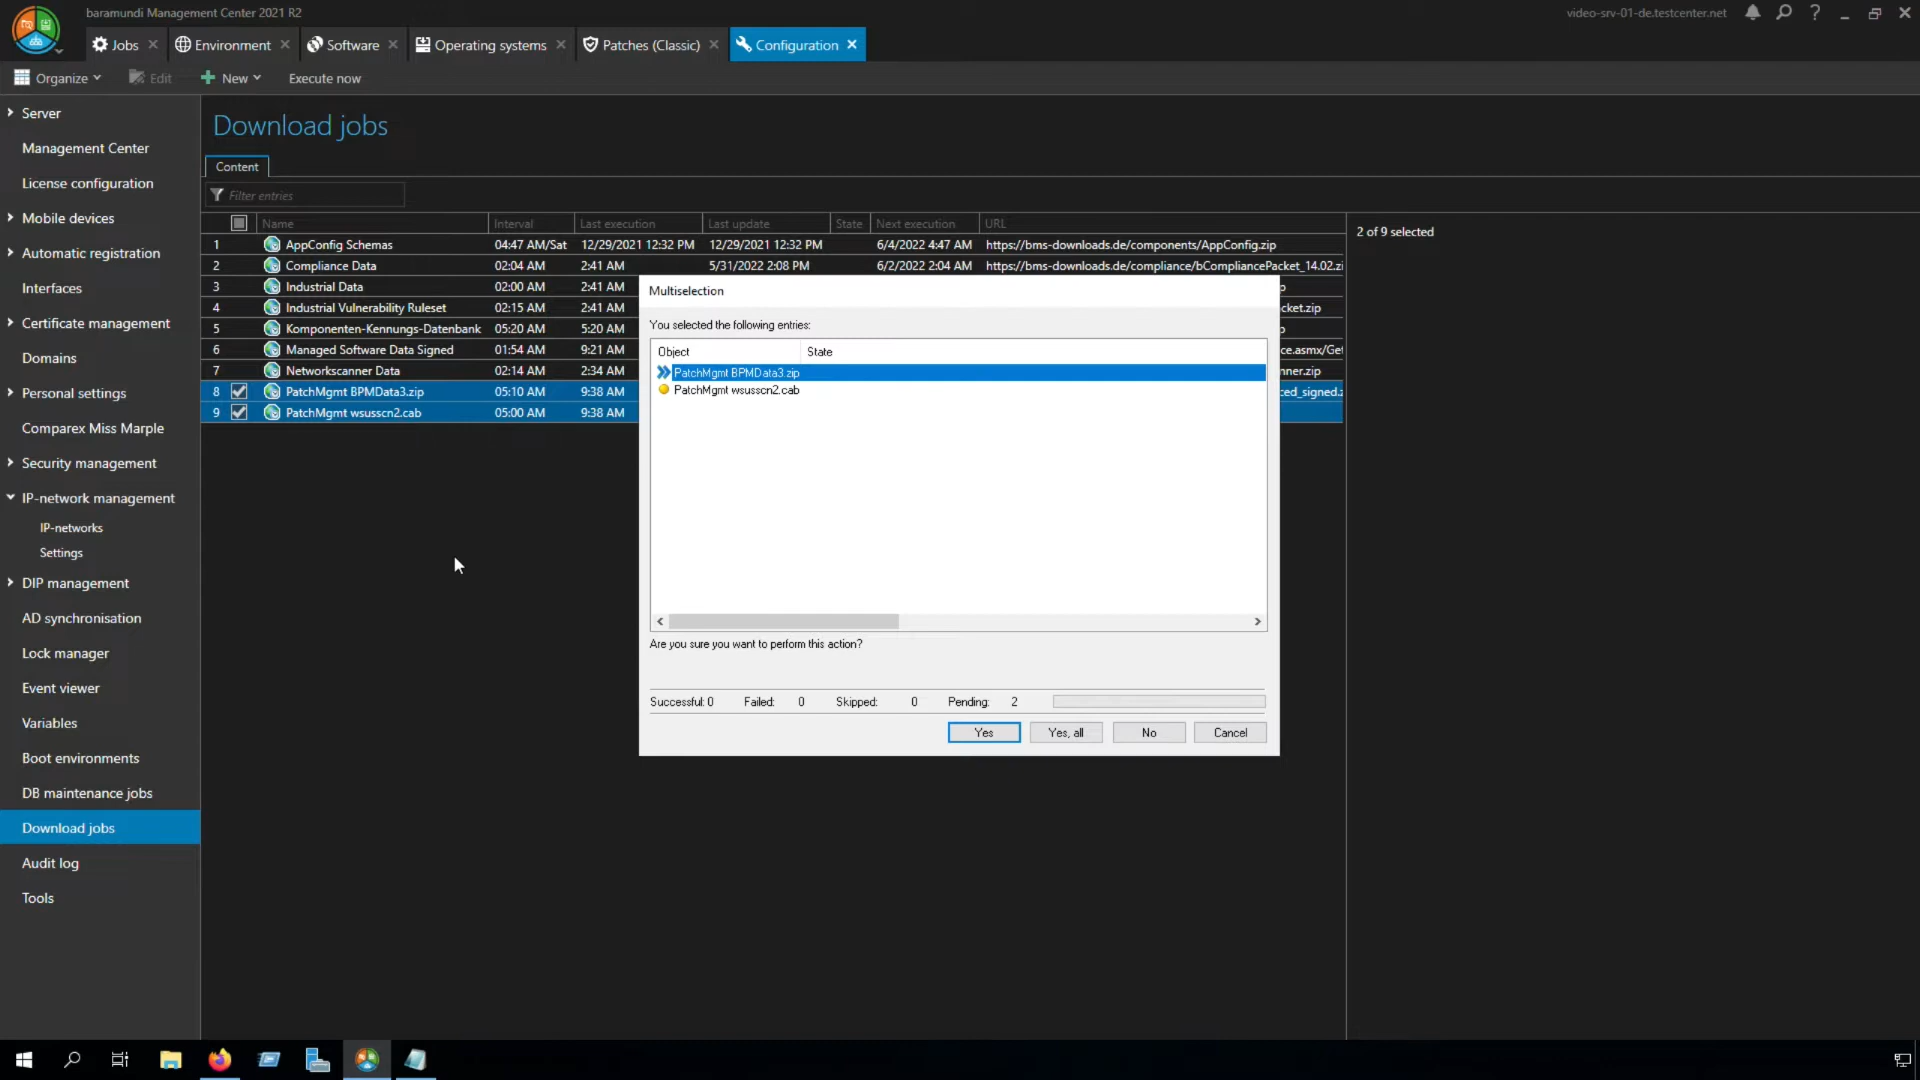 baramundi Management Center 2021 R2
video-srv-01-de.testcenter.net
Jobs
Environment
Software
Operating systems
Patches (Classic)
Configuration
Organize
Edit
New
Execute now
Server
Management Center
License configuration
Mobile devices
Automatic registration
Interfaces
Certificate management
Domains
Personal settings
Comparex Miss Marple
Security management
IP-network management
IP-networks
Settings
DIP management
AD synchronisation
Lock manager
Event viewer
Variables
Boot environments
DB maintenance jobs
Download jobs
Audit log
Tools
Download jobs
Content
Filter entries
Name Interval Last execution Last update State Next execution URL
1 AppConfig Schemas 04:47 AM/Sat 12/29/2021 12:32 PM 12/29/2021 12:32 PM 6/4/2022 4:47 AM https://bms-downloads.de/components/AppConfig.zip
2 Compliance Data 02:04 AM 2:41 AM 5/31/2022 2:08 PM 6/2/2022 2:04 AM https://bms-downloads.de/compliance/bCompliancePacket_14.02.zi
3 Industrial Data 02:00 AM 2:41 AM
4 Industrial Vulnerability Ruleset 02:15 AM 2:41 AM cket.zip
5 Komponenten-Kennungs-Datenbank 05:20 AM 5:20 AM
6 Managed Software Data Signed 01:54 AM 9:21 AM ce.asmx/Get
7 Networkscanner Data 02:14 AM 2:34 AM nner.zip
8 PatchMgmt BPMData3.zip 05:10 AM 9:38 AM ced_signed.z
9 PatchMgmt wsusscn2.cab 05:00 AM 9:38 AM
2 of 9 selected
Multiselection
You selected the following entries:
Object State
PatchMgmt BPMData3.zip
PatchMgmt wsusscn2.cab
Are you sure you want to perform this action?
Successful: 0 Failed: 0 Skipped: 0 Pending: 2
Yes Yes, all No Cancel